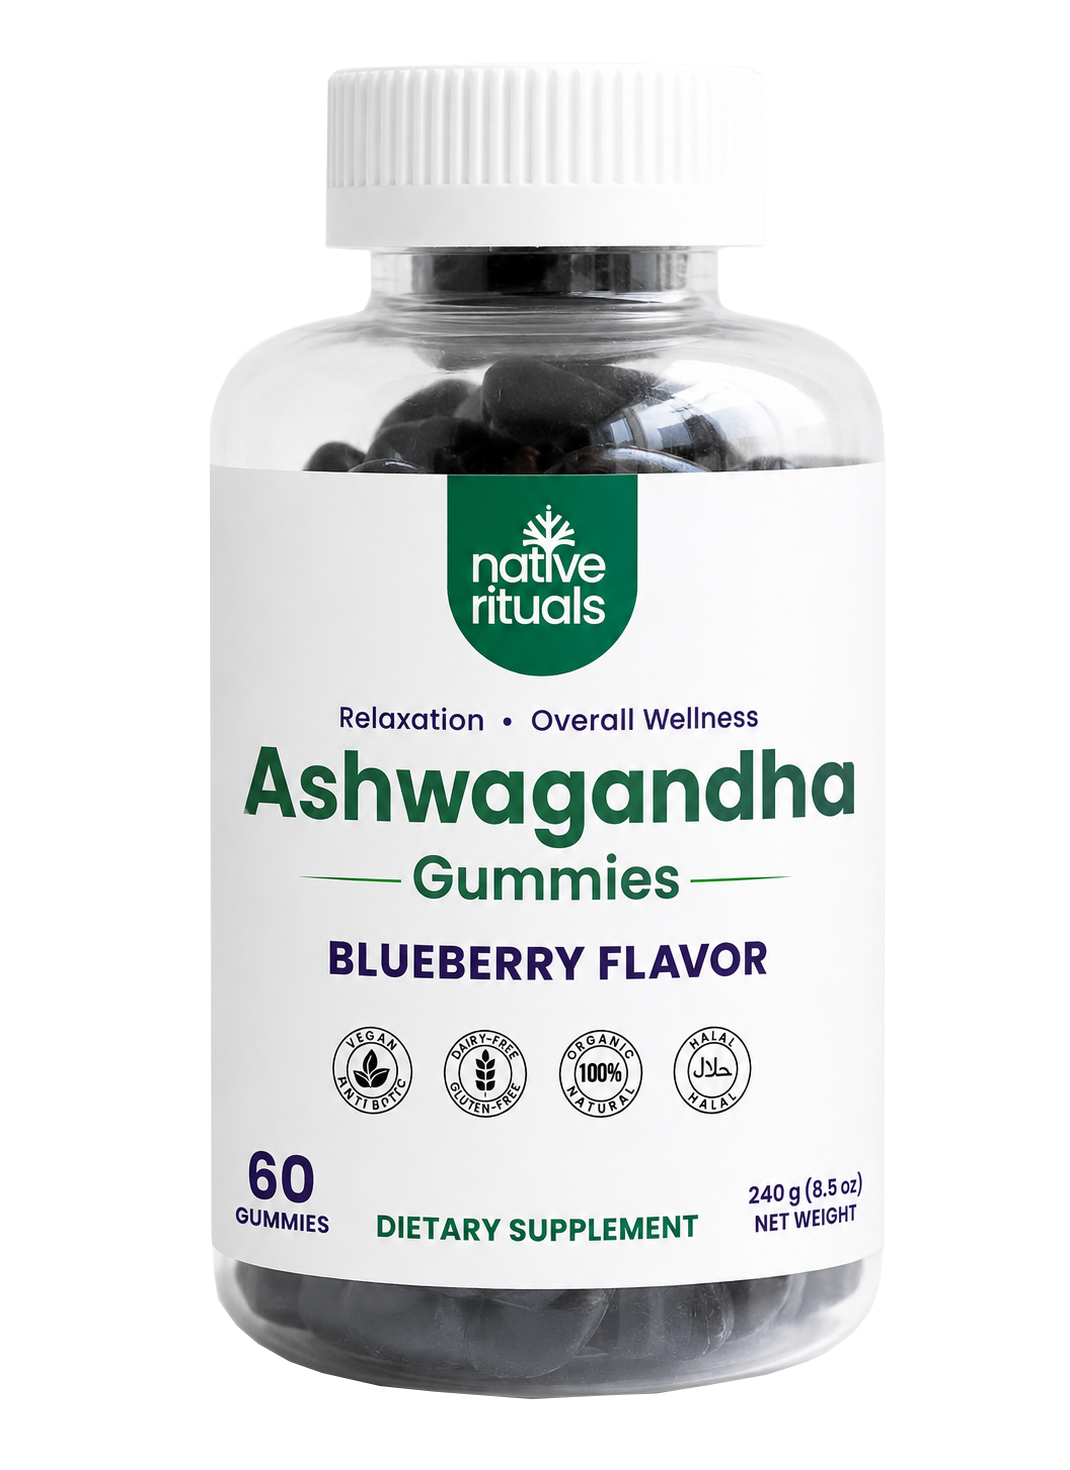 native
rituals
Relaxation • Overall Wellness
Ashwagandha
Gummies
BLUEBERRY FLAVOR
VEGAN
DAIRY-FREE
GLUTEN-FREE
ORGANIC
100%
NATURAL
HALAL
حلال
HALAL
60
GUMMIES
DIETARY SUPPLEMENT
240 g (8.5 oz)
NET WEIGHT